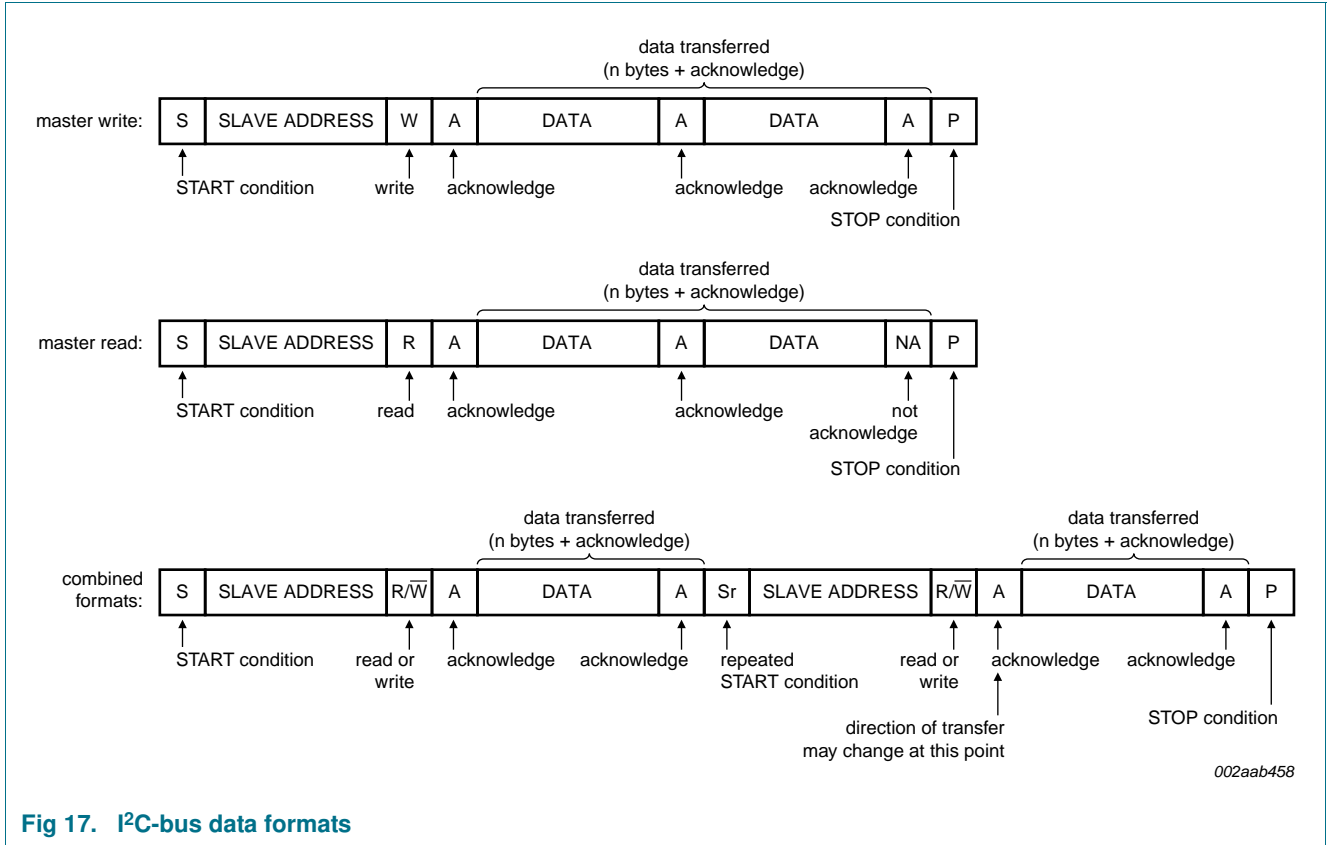 data transferred
(n bytes + acknowledge)
master write: S SLAVE ADDRESS W A DATA A DATA A P
START condition write acknowledge acknowledge acknowledge
STOP condition
data transferred
(n bytes + acknowledge)
master read: S SLAVE ADDRESS R A DATA A DATA NA P
START condition read acknowledge acknowledge not
acknowledge
STOP condition
data transferred data transferred
(n bytes + acknowledge) (n bytes + acknowledge)
combined
formats: S SLAVE ADDRESS R/W̅ A DATA A Sr SLAVE ADDRESS R/W̅ A DATA A P
START condition read or acknowledge acknowledge repeated read or acknowledge acknowledge
write START condition write
STOP condition
direction of transfer
may change at this point
002aab458
Fig 17. I²C-bus data formats